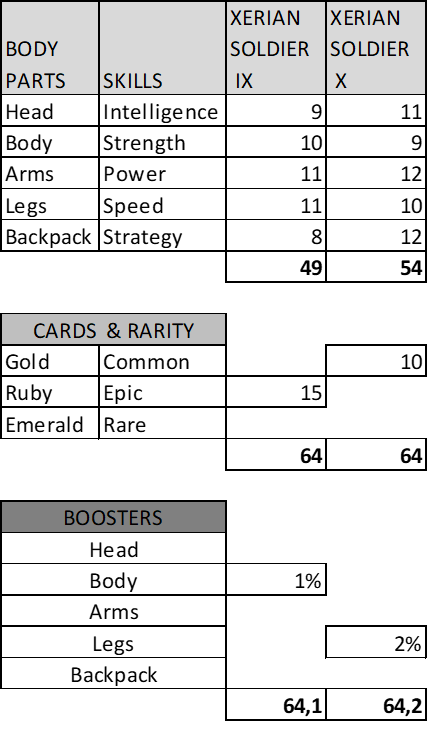 BODY PARTS SKILLS XERIAN SOLDIER IX XERIAN SOLDIER X
Head Intelligence 9 11
Body Strength 10 9
Arms Power 11 12
Legs Speed 11 10
Backpack Strategy 8 12
49 54
CARDS & RARITY
Gold Common 10
Ruby Epic 15
Emerald Rare
64 64
BOOSTERS
Head
Body 1%
Arms
Legs 2%
Backpack
64,1 64,2